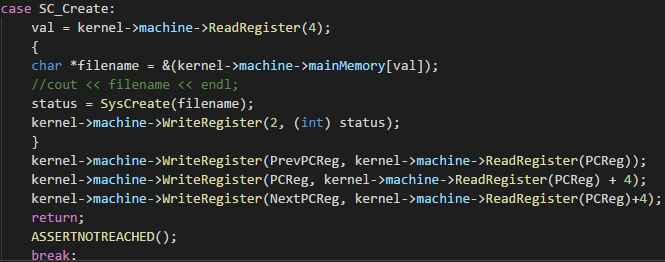 case SC_Create:
val = kernel->machine->ReadRegister(4);
{
char *filename = &(kernel->machine->mainMemory[val]);
//cout << filename << endl;
status = SysCreate(filename);
kernel->machine->WriteRegister(2, (int) status);
}
kernel->machine->WriteRegister(PrevPCReg, kernel->machine->ReadRegister(PCReg));
kernel->machine->WriteRegister(PCReg, kernel->machine->ReadRegister(PCReg) + 4);
kernel->machine->WriteRegister(NextPCReg, kernel->machine->ReadRegister(PCReg)+4);
return;
ASSERTNOTREACHED();
break;